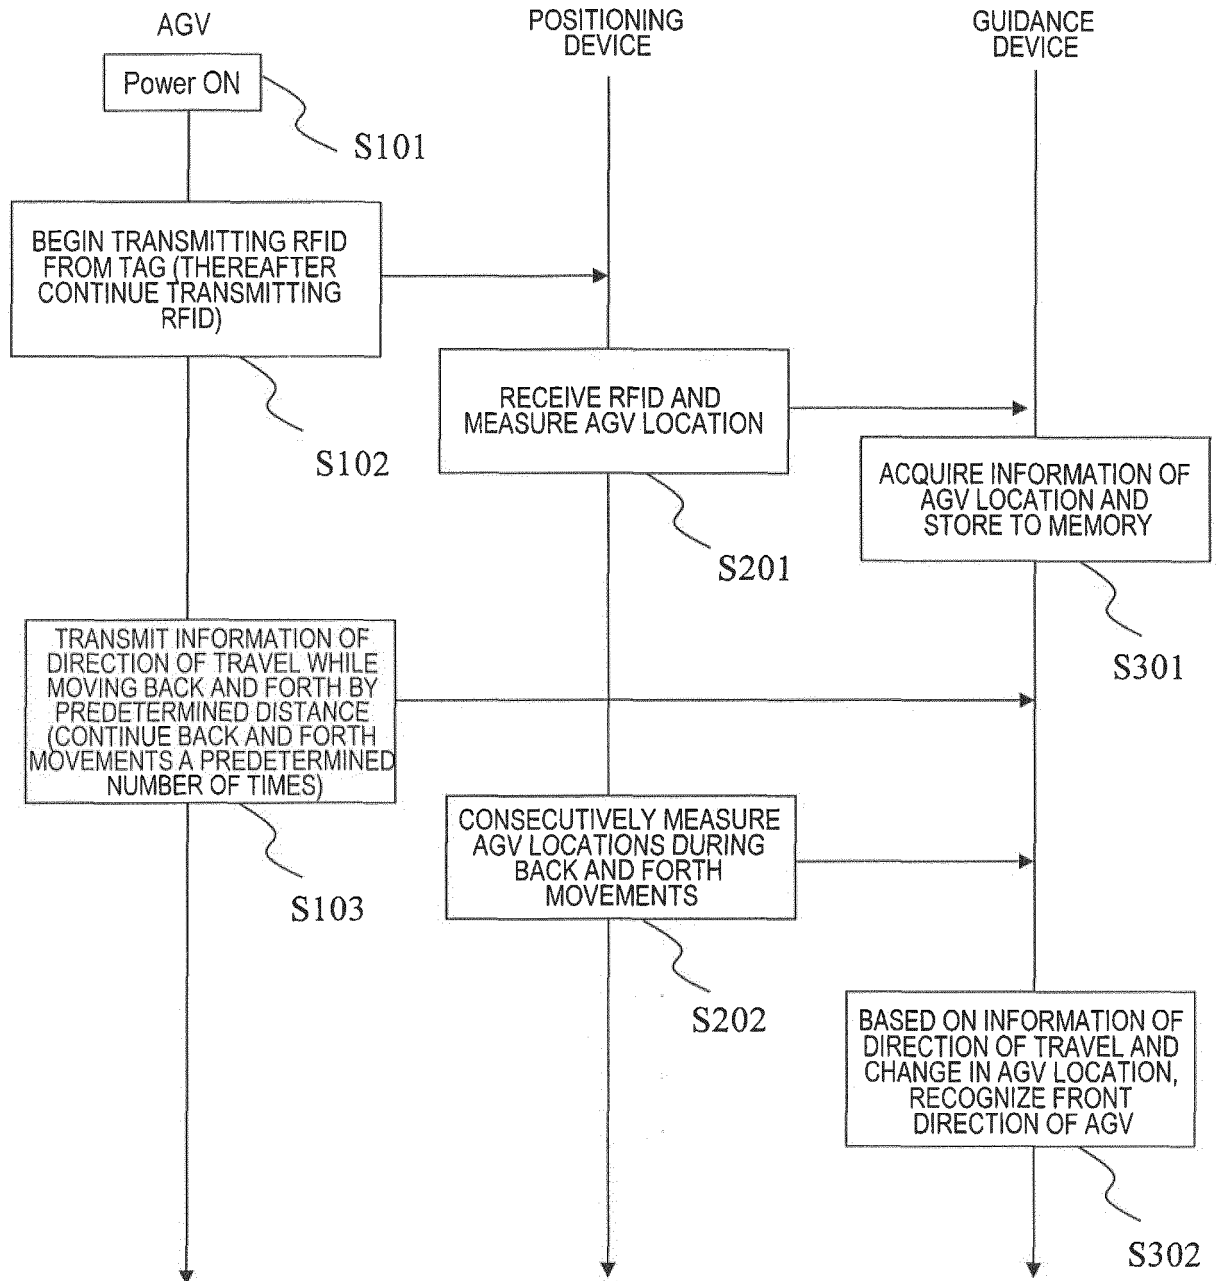 AGV
POSITIONING
DEVICE
GUIDANCE
DEVICE
Power ON
S101
BEGIN TRANSMITTING RFID
FROM TAG (THEREAFTER
CONTINUE TRANSMITTING
RFID)
S102
RECEIVE RFID AND
MEASURE AGV LOCATION
S201
ACQUIRE INFORMATION OF
AGV LOCATION AND
STORE TO MEMORY
S301
TRANSMIT INFORMATION OF
DIRECTION OF TRAVEL WHILE
MOVING BACK AND FORTH BY
PREDETERMINED DISTANCE
(CONTINUE BACK AND FORTH
MOVEMENTS A PREDETERMINED
NUMBER OF TIMES)
S103
CONSECUTIVELY MEASURE
AGV LOCATIONS DURING
BACK AND FORTH
MOVEMENTS
S202
BASED ON INFORMATION OF
DIRECTION OF TRAVEL AND
CHANGE IN AGV LOCATION,
RECOGNIZE FRONT
DIRECTION OF AGV
S302